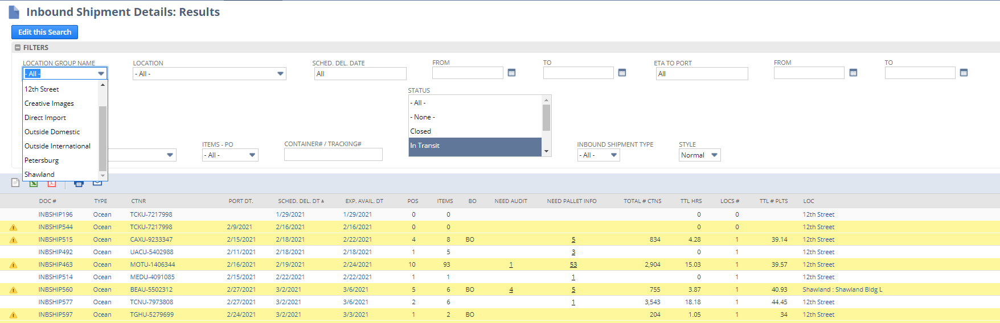 Inbound Shipment Details: Results
Edit this Search
FILTERS
LOCATION GROUP NAME LOCATION SCHED. DEL. DATE FROM TO ETA TO PORT FROM TO
- All - - All - All All
12th Street
Creative Images
Direct Import
Outside Domestic
Outside International
Petersburg
Shawland
STATUS
- All -
- None -
Closed
In Transit
ITEMS - PO CONTAINER# / TRACKING# INBOUND SHIPMENT TYPE STYLE
- All - - All - Normal
DOC # TYPE CTNR PORT DT. SCHED. DEL. DT EXP. AVAIL. DT POS ITEMS BO NEED AUDIT NEED PALLET INFO TOTAL # CTNS TTL HRS LOCS # TTL # PLTS LOC
INBSHIP196 Ocean TCKU-7217998 1/29/2021 1/29/2021 0 0 0 0 12th Street
INBSHIP544 Ocean TCKU-7217998 2/9/2021 2/16/2021 2/16/2021 0 0 0 0 12th Street
INBSHIP515 Ocean CAXU-9233347 2/15/2021 2/18/2021 2/22/2021 4 8 BO 5 834 4.28 1 39.14 12th Street
INBSHIP492 Ocean UACU-5402988 2/11/2021 2/18/2021 2/18/2021 1 5 3 0 1 12th Street
INBSHIP463 Ocean MOTU-1406344 2/16/2021 2/19/2021 2/24/2021 10 93 1 53 2,904 15.03 1 39.57 12th Street
INBSHIP514 Ocean MEDU-4091085 2/15/2021 2/22/2021 2/22/2021 1 1 1 0 1 12th Street
INBSHIP560 Ocean BEAU-5502312 2/27/2021 3/2/2021 3/6/2021 5 6 BO 4 5 755 3.87 1 40.93 Shawland : Shawland Bldg L
INBSHIP577 Ocean TCNU-7973808 2/27/2021 3/2/2021 3/6/2021 2 6 1 3,543 18.18 1 44.45 12th Street
INBSHIP597 Ocean TGHU-5279699 2/24/2021 3/2/2021 3/3/2021 1 2 BO 204 1.05 1 34 12th Street